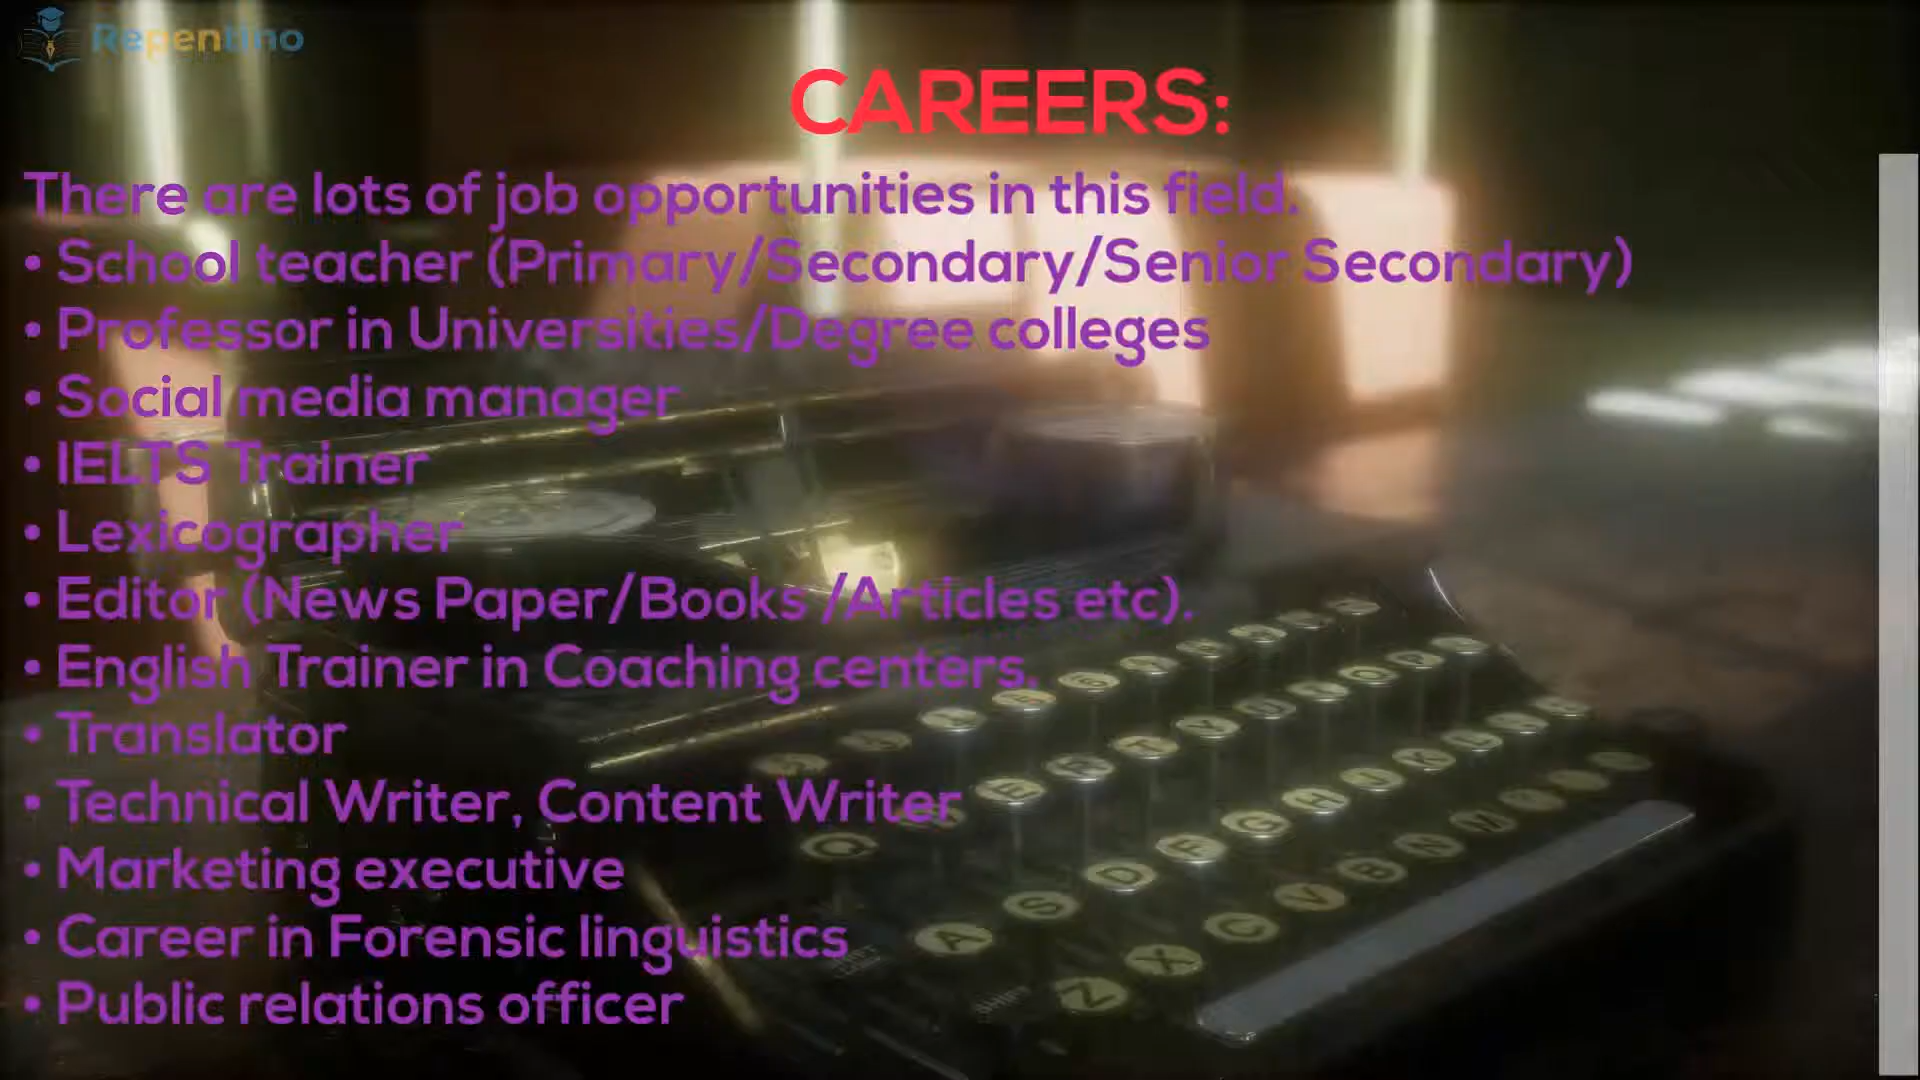 Repentino
CAREERS:
There are lots of job opportunities in this field.
• School teacher (Primary/Secondary/Senior Secondary)
• Professor in Universities/Degree colleges
• Social media manager
• IELTS Trainer
• Lexicographer
• Editor (News Paper/Books /Articles etc).
• English Trainer in Coaching centers.
• Translator
• Technical Writer, Content Writer
• Marketing executive
• Career in Forensic linguistics
• Public relations officer
E R T Y U I O P
Q
A S D F G H J K L
Z X C V B N M
SHIFT